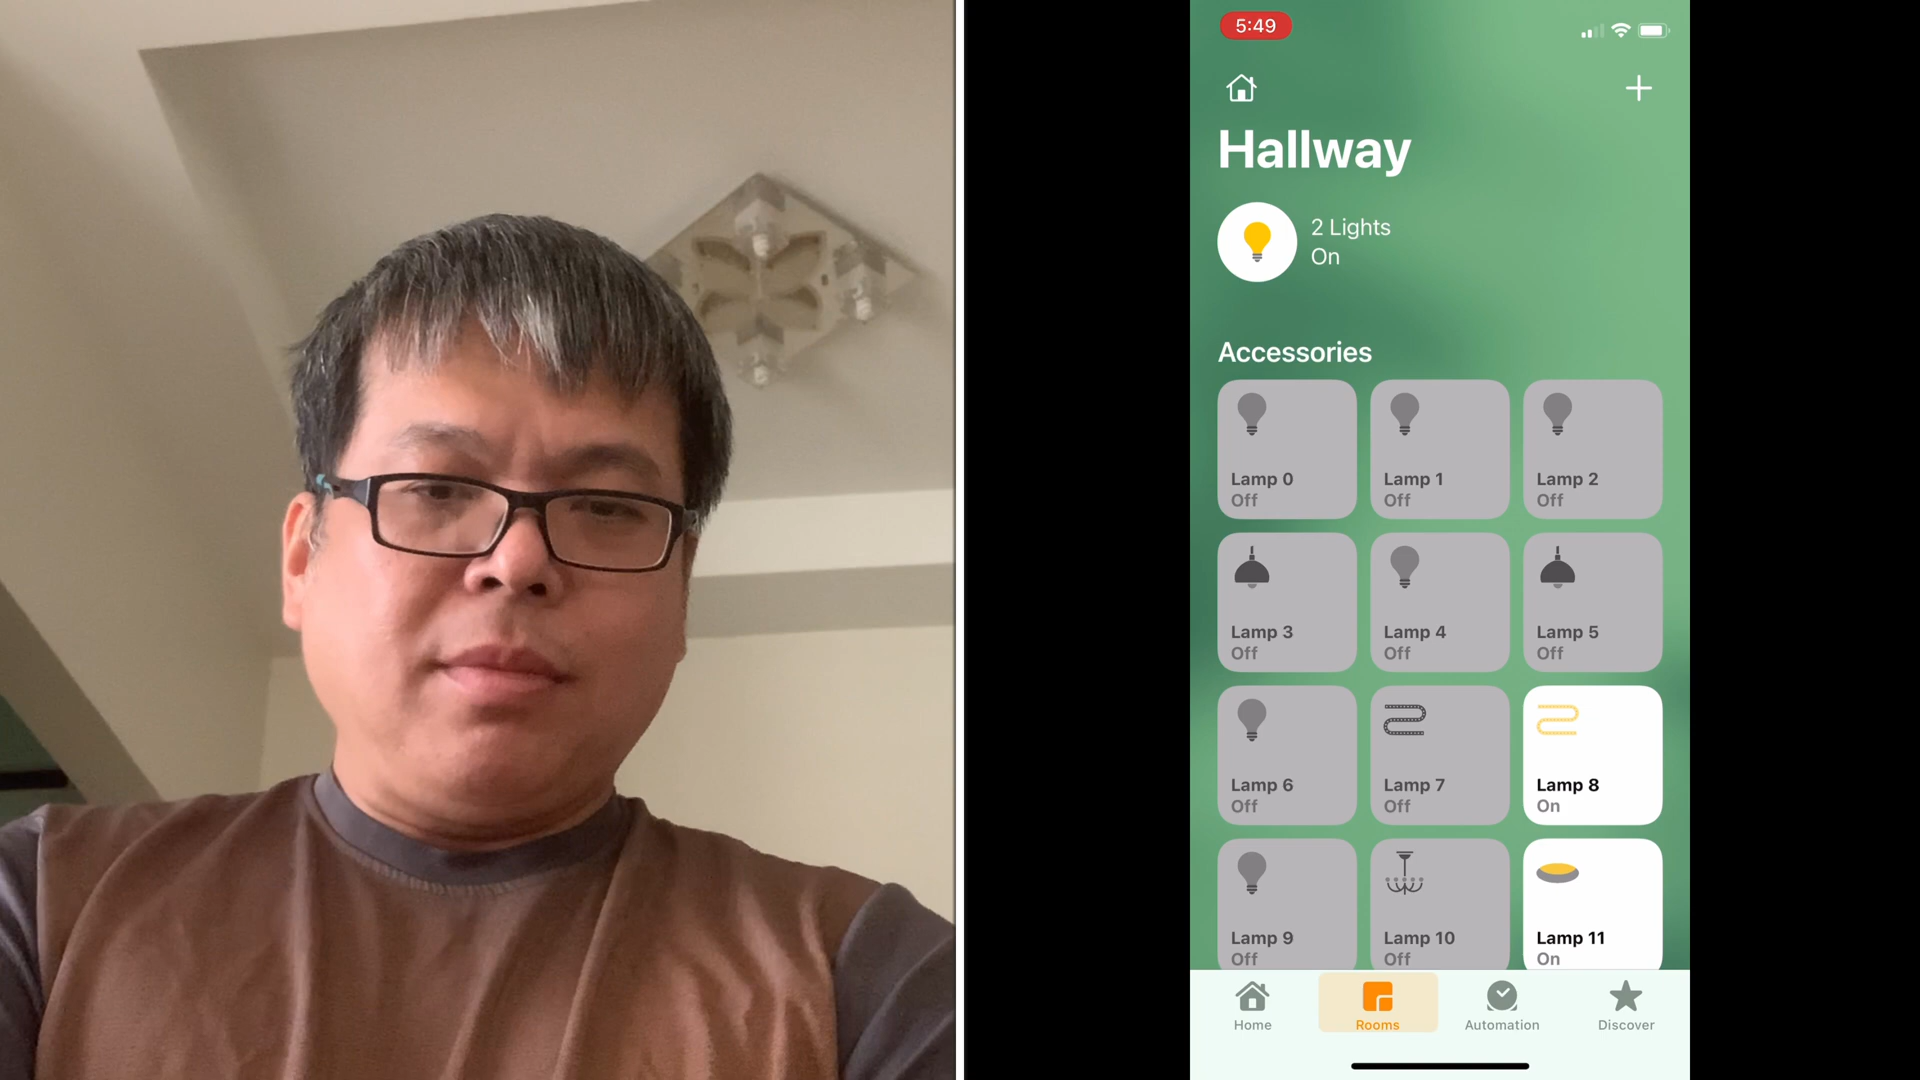 5:49
Hallway
2 Lights
On
Accessories
Lamp 0
Off
Lamp 1
Off
Lamp 2
Off
Lamp 3
Off
Lamp 4
Off
Lamp 5
Off
Lamp 6
Off
Lamp 7
Off
Lamp 8
On
Lamp 9
Off
Lamp 10
Off
Lamp 11
On
Home
Rooms
Automation
Discover